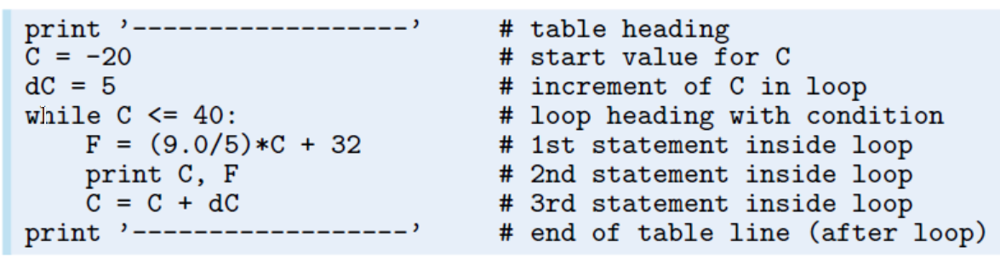 print ’------------------’ # table heading
C = -20 # start value for C
dC = 5 # increment of C in loop
while C <= 40: # loop heading with condition
F = (9.0/5)*C + 32 # 1st statement inside loop
print C, F # 2nd statement inside loop
C = C + dC # 3rd statement inside loop
print ’------------------’ # end of table line (after loop)